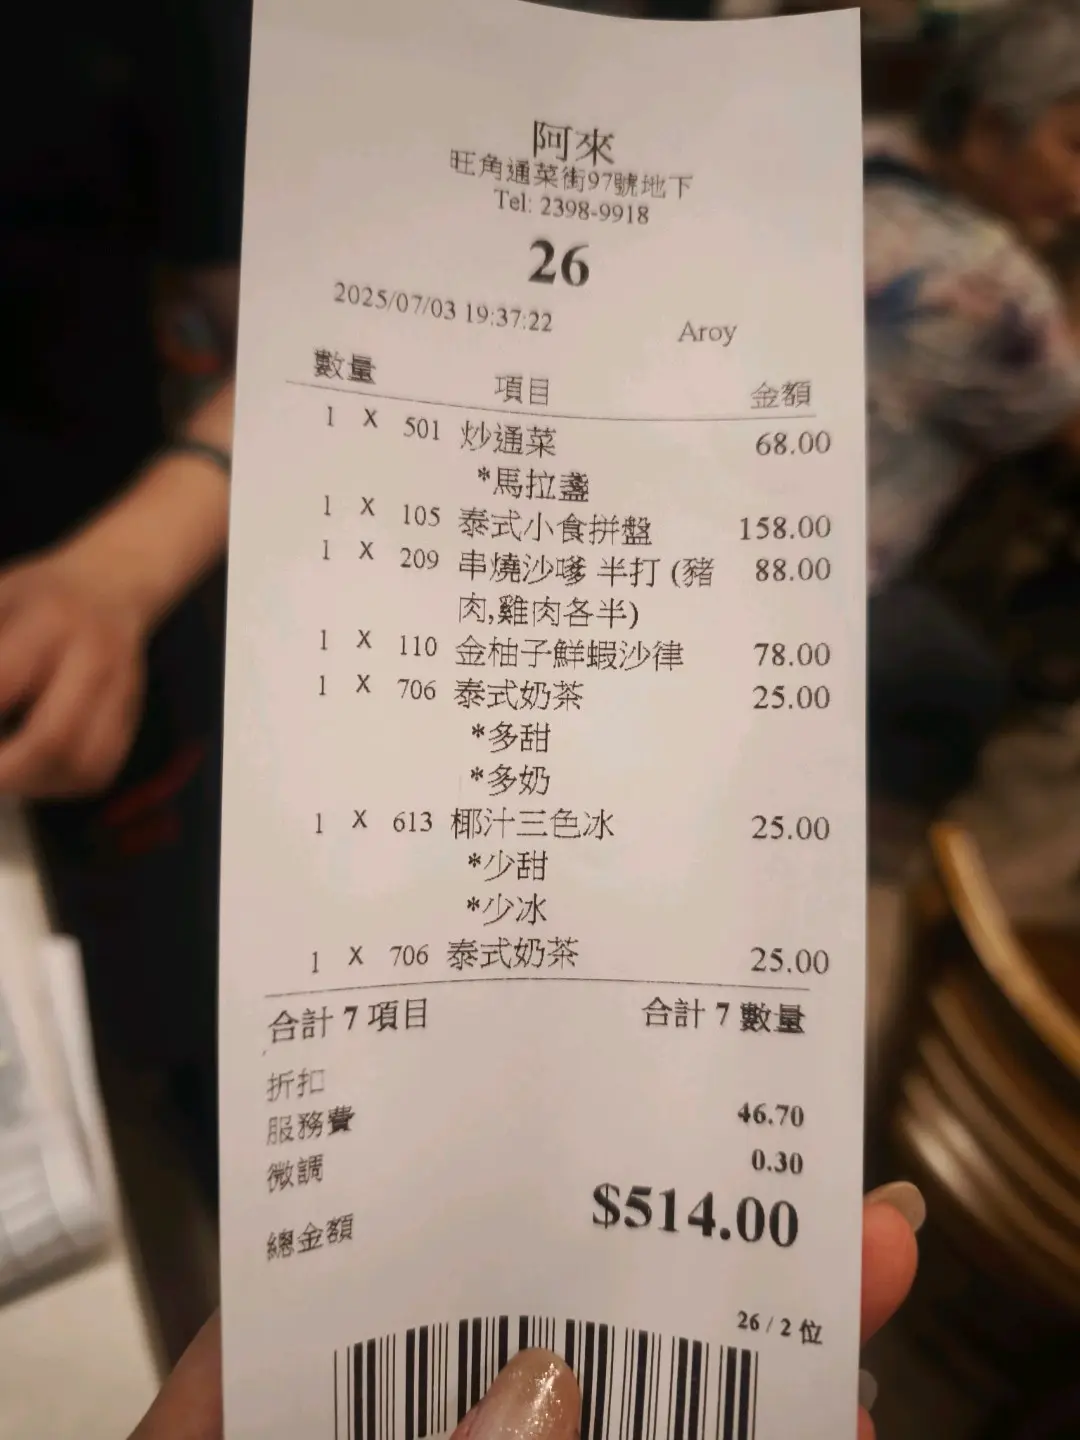 阿來
旺角通菜街97號地下
Tel: 2398-9918
26
2025/07/03 19:37:22 Aroy
數量 項目 金額
1 X 501 炒通菜 68.00
*馬拉盞
1 X 105 泰式小食拼盤 158.00
1 X 209 串燒沙嗲 半打 (豬 88.00
肉,雞肉各半)
1 X 110 金柚子鮮蝦沙律 78.00
1 X 706 泰式奶茶 25.00
*多甜
*多奶
1 X 613 椰汁三色冰 25.00
*少甜
*少冰
1 X 706 泰式奶茶 25.00
合計 7 項目 合計 7 數量
折扣
服務費 46.70
微調 0.30
總金額 $514.00
26 / 2 位